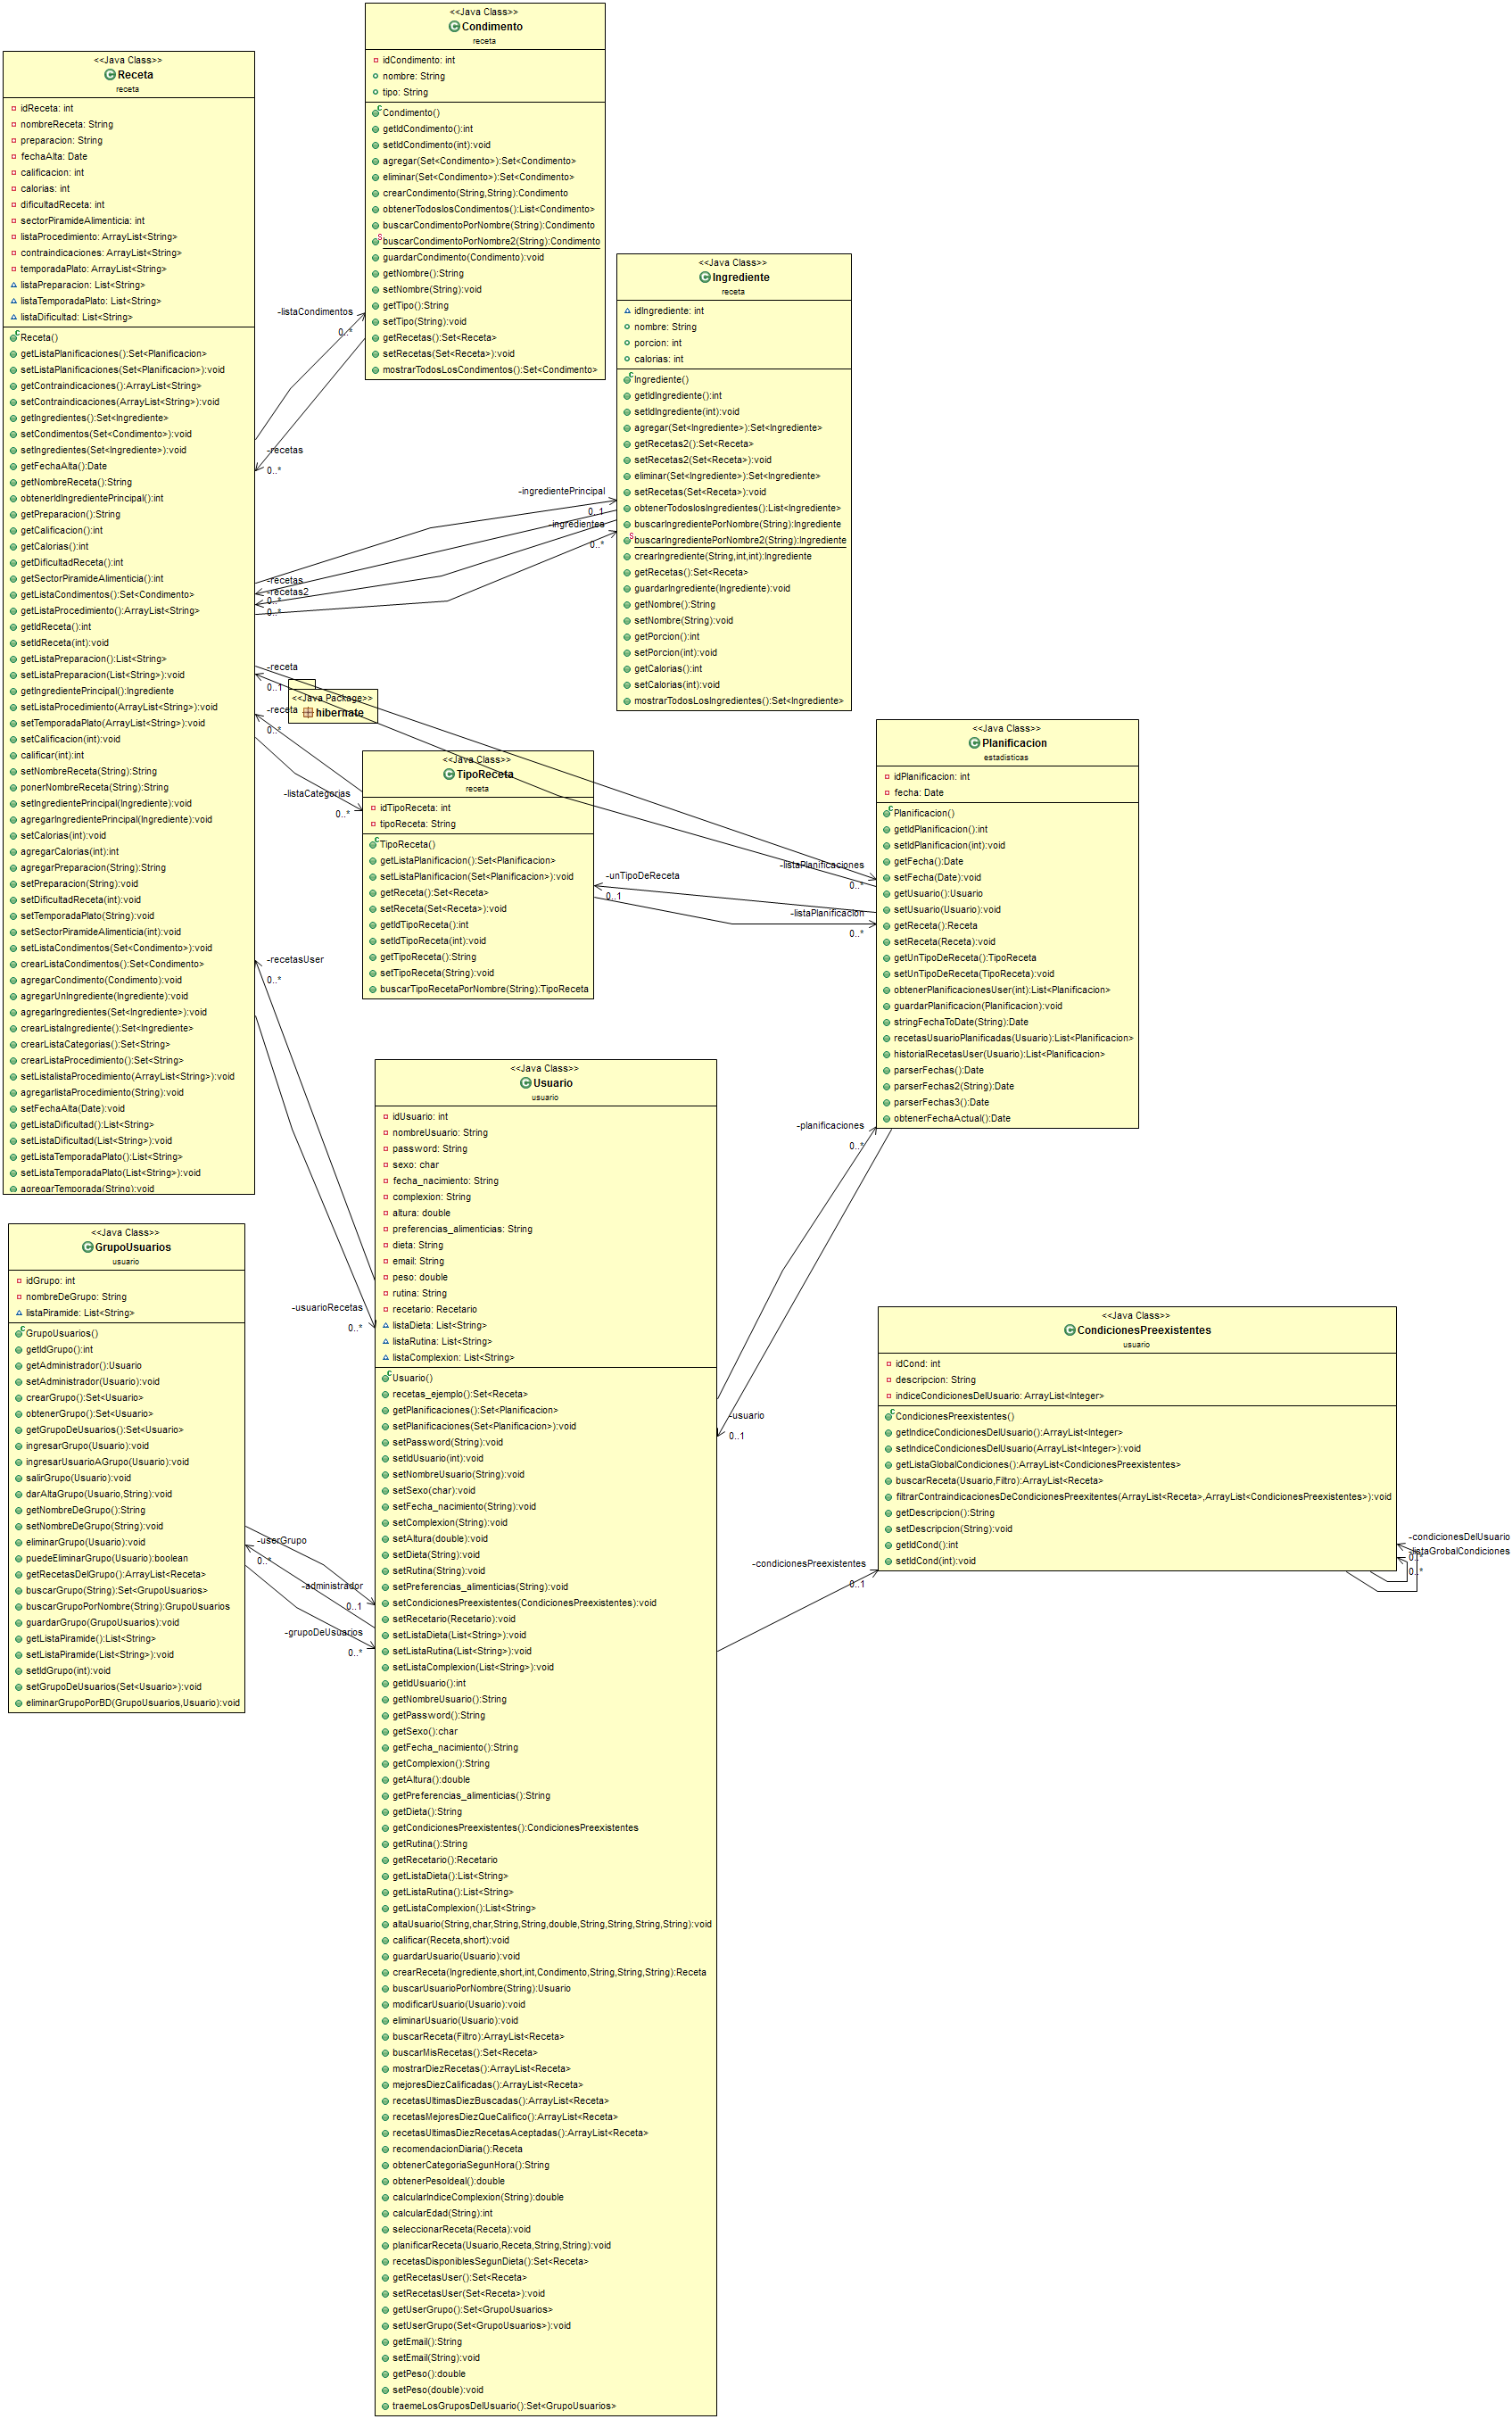 <<Java Class>>
Condimento
receta
idCondimento: int
nombre: String
tipo: String
Condimento()
getIdCondimento():int
setIdCondimento(int):void
agregar(Set<Condimento>):Set<Condimento>
eliminar(Set<Condimento>):Set<Condimento>
crearCondimento(String,String):Condimento
obtenerTodoslosCondimentos():List<Condimento>
buscarCondimentoPorNombre(String):Condimento
buscarCondimentoPorNombre2(String):Condimento
guardarCondimento(Condimento):void
getNombre():String
setNombre(String):void
getTipo():String
setTipo(String):void
getRecetas():Set<Receta>
setRecetas(Set<Receta>):void
mostrarTodosLosCondimentos():Set<Condimento>
<<Java Class>>
Receta
receta
idReceta: int
nombreReceta: String
preparacion: String
fechaAlta: Date
calificacion: int
calorias: int
dificultadReceta: int
sectorPiramideAlimenticia: int
listaProcedimiento: ArrayList<String>
contraindicaciones: ArrayList<String>
temporadaPlato: ArrayList<String>
listaPreparacion: List<String>
listaTemporadaPlato: List<String>
listaDificultad: List<String>
Receta()
getListaPlanificaciones():Set<Planificacion>
setListaPlanificaciones(Set<Planificacion>):void
getContraindicaciones():ArrayList<String>
setContraindicaciones(ArrayList<String>):void
getIngredientes():Set<Ingrediente>
setCondimentos(Set<Condimento>):void
setIngredientes(Set<Ingrediente>):void
getFechaAlta():Date
getNombreReceta():String
obtenerIdIngredientePrincipal():int
getPreparacion():String
getCalificacion():int
getCalorias():int
getDificultadReceta():int
getSectorPiramideAlimenticia():int
getListaCondimentos():Set<Condimento>
getListaProcedimiento():ArrayList<String>
getIdReceta():int
setIdReceta(int):void
getListaPreparacion():List<String>
setListaPreparacion(List<String>):void
getIngredientePrincipal():Ingrediente
setListaProcedimiento(ArrayList<String>):void
setTemporadaPlato(ArrayList<String>):void
setCalificacion(int):void
calificar(int):int
setNombreReceta(String):String
ponerNombreReceta(String):String
setIngredientePrincipal(Ingrediente):void
agregarIngredientePrincipal(Ingrediente):void
setCalorias(int):void
agregarCalorias(int):int
agregarPreparacion(String):String
setPreparacion(String):void
setDificultadReceta(int):void
setTemporadaPlato(String):void
setSectorPiramideAlimenticia(int):void
setListaCondimentos(Set<Condimento>):void
crearListaCondimentos():Set<Condimento>
agregarCondimento(Condimento):void
agregarUnIngrediente(Ingrediente):void
agregarIngredientes(Set<Ingrediente>):void
crearListaIngrediente():Set<Ingrediente>
crearListaCategorias():Set<String>
crearListaProcedimiento():Set<String>
setListalistaProcedimiento(ArrayList<String>):void
agregarlistaProcedimiento(String):void
setFechaAlta(Date):void
getListaDificultad():List<String>
setListaDificultad(List<String>):void
getListaTemporadaPlato():List<String>
setListaTemporadaPlato(List<String>):void
agregarTemporada(String):void
-listaCondimentos
0..*
-recetas
0..*
<<Java Class>>
Ingrediente
receta
idIngrediente: int
nombre: String
porcion: int
calorias: int
Ingrediente()
getIdIngrediente():int
setIdIngrediente(int):void
agregar(Set<Ingrediente>):Set<Ingrediente>
getRecetas2():Set<Receta>
setRecetas2(Set<Receta>):void
eliminar(Set<Ingrediente>):Set<Ingrediente>
setRecetas(Set<Receta>):void
obtenerTodoslosIngredientes():List<Ingrediente>
buscarIngredientePorNombre(String):Ingrediente
buscarIngredientePorNombre2(String):Ingrediente
crearIngrediente(String,int,int):Ingrediente
getRecetas():Set<Receta>
guardarIngrediente(Ingrediente):void
getNombre():String
setNombre(String):void
getPorcion():int
setPorcion(int):void
getCalorias():int
setCalorias(int):void
mostrarTodosLosIngredientes():Set<Ingrediente>
-ingredientePrincipal
0..1
-ingredientes
0..*
-recetas
-recetas2
0..*
0..*
-receta
0..1
<<Java Package>>
hibernate
-receta
0..*
-listaCategorias
0..*
<<Java Class>>
TipoReceta
receta
idTipoReceta: int
tipoReceta: String
TipoReceta()
getListaPlanificacion():Set<Planificacion>
setListaPlanificacion(Set<Planificacion>):void
getReceta():Set<Receta>
setReceta(Set<Receta>):void
getIdTipoReceta():int
setIdTipoReceta(int):void
getTipoReceta():String
setTipoReceta(String):void
buscarTipoRecetaPorNombre(String):TipoReceta
<<Java Class>>
Planificacion
estadisticas
idPlanificacion: int
fecha: Date
Planificacion()
getIdPlanificacion():int
setIdPlanificacion(int):void
getFecha():Date
setFecha(Date):void
getUsuario():Usuario
setUsuario(Usuario):void
getReceta():Receta
setReceta(Receta):void
getUnTipoDeReceta():TipoReceta
setUnTipoDeReceta(TipoReceta):void
obtenerPlanificacionesUser(int):List<Planificacion>
guardarPlanificacion(Planificacion):void
stringFechaToDate(String):Date
recetasUsuarioPlanificadas(Usuario):List<Planificacion>
historialRecetasUser(Usuario):List<Planificacion>
parserFechas():Date
parserFechas2(String):Date
parserFechas3():Date
obtenerFechaActual():Date
-listaPlanificaciones
0..*
-unTipoDeReceta
0..1
-listaPlanificacion
0..*
-recetasUser
0..*
-usuarioRecetas
0..*
-planificaciones
0..*
-usuario
0..1
<<Java Class>>
Usuario
usuario
idUsuario: int
nombreUsuario: String
password: String
sexo: char
fecha_nacimiento: String
complexion: String
altura: double
preferencias_alimenticias: String
dieta: String
email: String
peso: double
rutina: String
recetario: Recetario
listaDieta: List<String>
listaRutina: List<String>
listaComplexion: List<String>
Usuario()
recetas_ejemplo():Set<Receta>
getPlanificaciones():Set<Planificacion>
setPlanificaciones(Set<Planificacion>):void
setPassword(String):void
setIdUsuario(int):void
setNombreUsuario(String):void
setSexo(char):void
setFecha_nacimiento(String):void
setComplexion(String):void
setAltura(double):void
setDieta(String):void
setRutina(String):void
setPreferencias_alimenticias(String):void
setCondicionesPreexistentes(CondicionesPreexistentes):void
setRecetario(Recetario):void
setListaDieta(List<String>):void
setListaRutina(List<String>):void
setListaComplexion(List<String>):void
getIdUsuario():int
getNombreUsuario():String
getPassword():String
getSexo():char
getFecha_nacimiento():String
getComplexion():String
getAltura():double
getPreferencias_alimenticias():String
getDieta():String
getCondicionesPreexistentes():CondicionesPreexistentes
getRutina():String
getRecetario():Recetario
getListaDieta():List<String>
getListaRutina():List<String>
getListaComplexion():List<String>
altaUsuario(String,char,String,String,double,String,String,String,String):void
calificar(Receta,short):void
guardarUsuario(Usuario):void
crearReceta(Ingrediente,short,int,Condimento,String,String,String):Receta
buscarUsuarioPorNombre(String):Usuario
modificarUsuario(Usuario):void
eliminarUsuario(Usuario):void
buscarReceta(Filtro):ArrayList<Receta>
buscarMisRecetas():Set<Receta>
mostrarDiezRecetas():ArrayList<Receta>
mejoresDiezCalificadas():ArrayList<Receta>
recetasUltimasDiezBuscadas():ArrayList<Receta>
recetasMejoresDiezQueCalifico():ArrayList<Receta>
recetasUltimasDiezRecetasAceptadas():ArrayList<Receta>
recomendacionDiaria():Receta
obtenerCategoriaSegunHora():String
obtenerPesoIdeal():double
calcularIndiceComplexion(String):double
calcularEdad(String):int
seleccionarReceta(Receta):void
planificarReceta(Usuario,Receta,String,String):void
recetasDisponiblesSegunDieta():Set<Receta>
getRecetasUser():Set<Receta>
setRecetasUser(Set<Receta>):void
getUserGrupo():Set<GrupoUsuarios>
setUserGrupo(Set<GrupoUsuarios>):void
getEmail():String
setEmail(String):void
getPeso():double
setPeso(double):void
traemeLosGruposDelUsuario():Set<GrupoUsuarios>
<<Java Class>>
GrupoUsuarios
usuario
idGrupo: int
nombreDeGrupo: String
listaPiramide: List<String>
GrupoUsuarios()
getIdGrupo():int
getAdministrador():Usuario
setAdministrador(Usuario):void
crearGrupo():Set<Usuario>
obtenerGrupo():Set<Usuario>
getGrupoDeUsuarios():Set<Usuario>
ingresarGrupo(Usuario):void
ingresarUsuarioAGrupo(Usuario):void
salirGrupo(Usuario):void
darAltaGrupo(Usuario,String):void
getNombreDeGrupo():String
setNombreDeGrupo(String):void
eliminarGrupo(Usuario):void
puedeEliminarGrupo(Usuario):boolean
getRecetasDelGrupo():ArrayList<Receta>
buscarGrupo(String):Set<GrupoUsuarios>
buscarGrupoPorNombre(String):GrupoUsuarios
guardarGrupo(GrupoUsuarios):void
getListaPiramide():List<String>
setListaPiramide(List<String>):void
setIdGrupo(int):void
setGrupoDeUsuarios(Set<Usuario>):void
eliminarGrupoPorBD(GrupoUsuarios,Usuario):void
-userGrupo
0..*
-administrador
0..1
-grupoDeUsuarios
0..*
-condicionesPreexistentes
0..1
<<Java Class>>
CondicionesPreexistentes
usuario
idCond: int
descripcion: String
indiceCondicionesDelUsuario: ArrayList<Integer>
CondicionesPreexistentes()
getIndiceCondicionesDelUsuario():ArrayList<Integer>
setIndiceCondicionesDelUsuario(ArrayList<Integer>):void
getListaGlobalCondiciones():ArrayList<CondicionesPreexistentes>
buscarReceta(Usuario,Filtro):ArrayList<Receta>
filtrarContraindicacionesDeCondicionesPreexitentes(ArrayList<Receta>,ArrayList<CondicionesPreexistentes>):void
getDescripcion():String
setDescripcion(String):void
getIdCond():int
setIdCond(int):void
-condicionesDelUsuario
-listaGrobalCondiciones
0..*
0..*